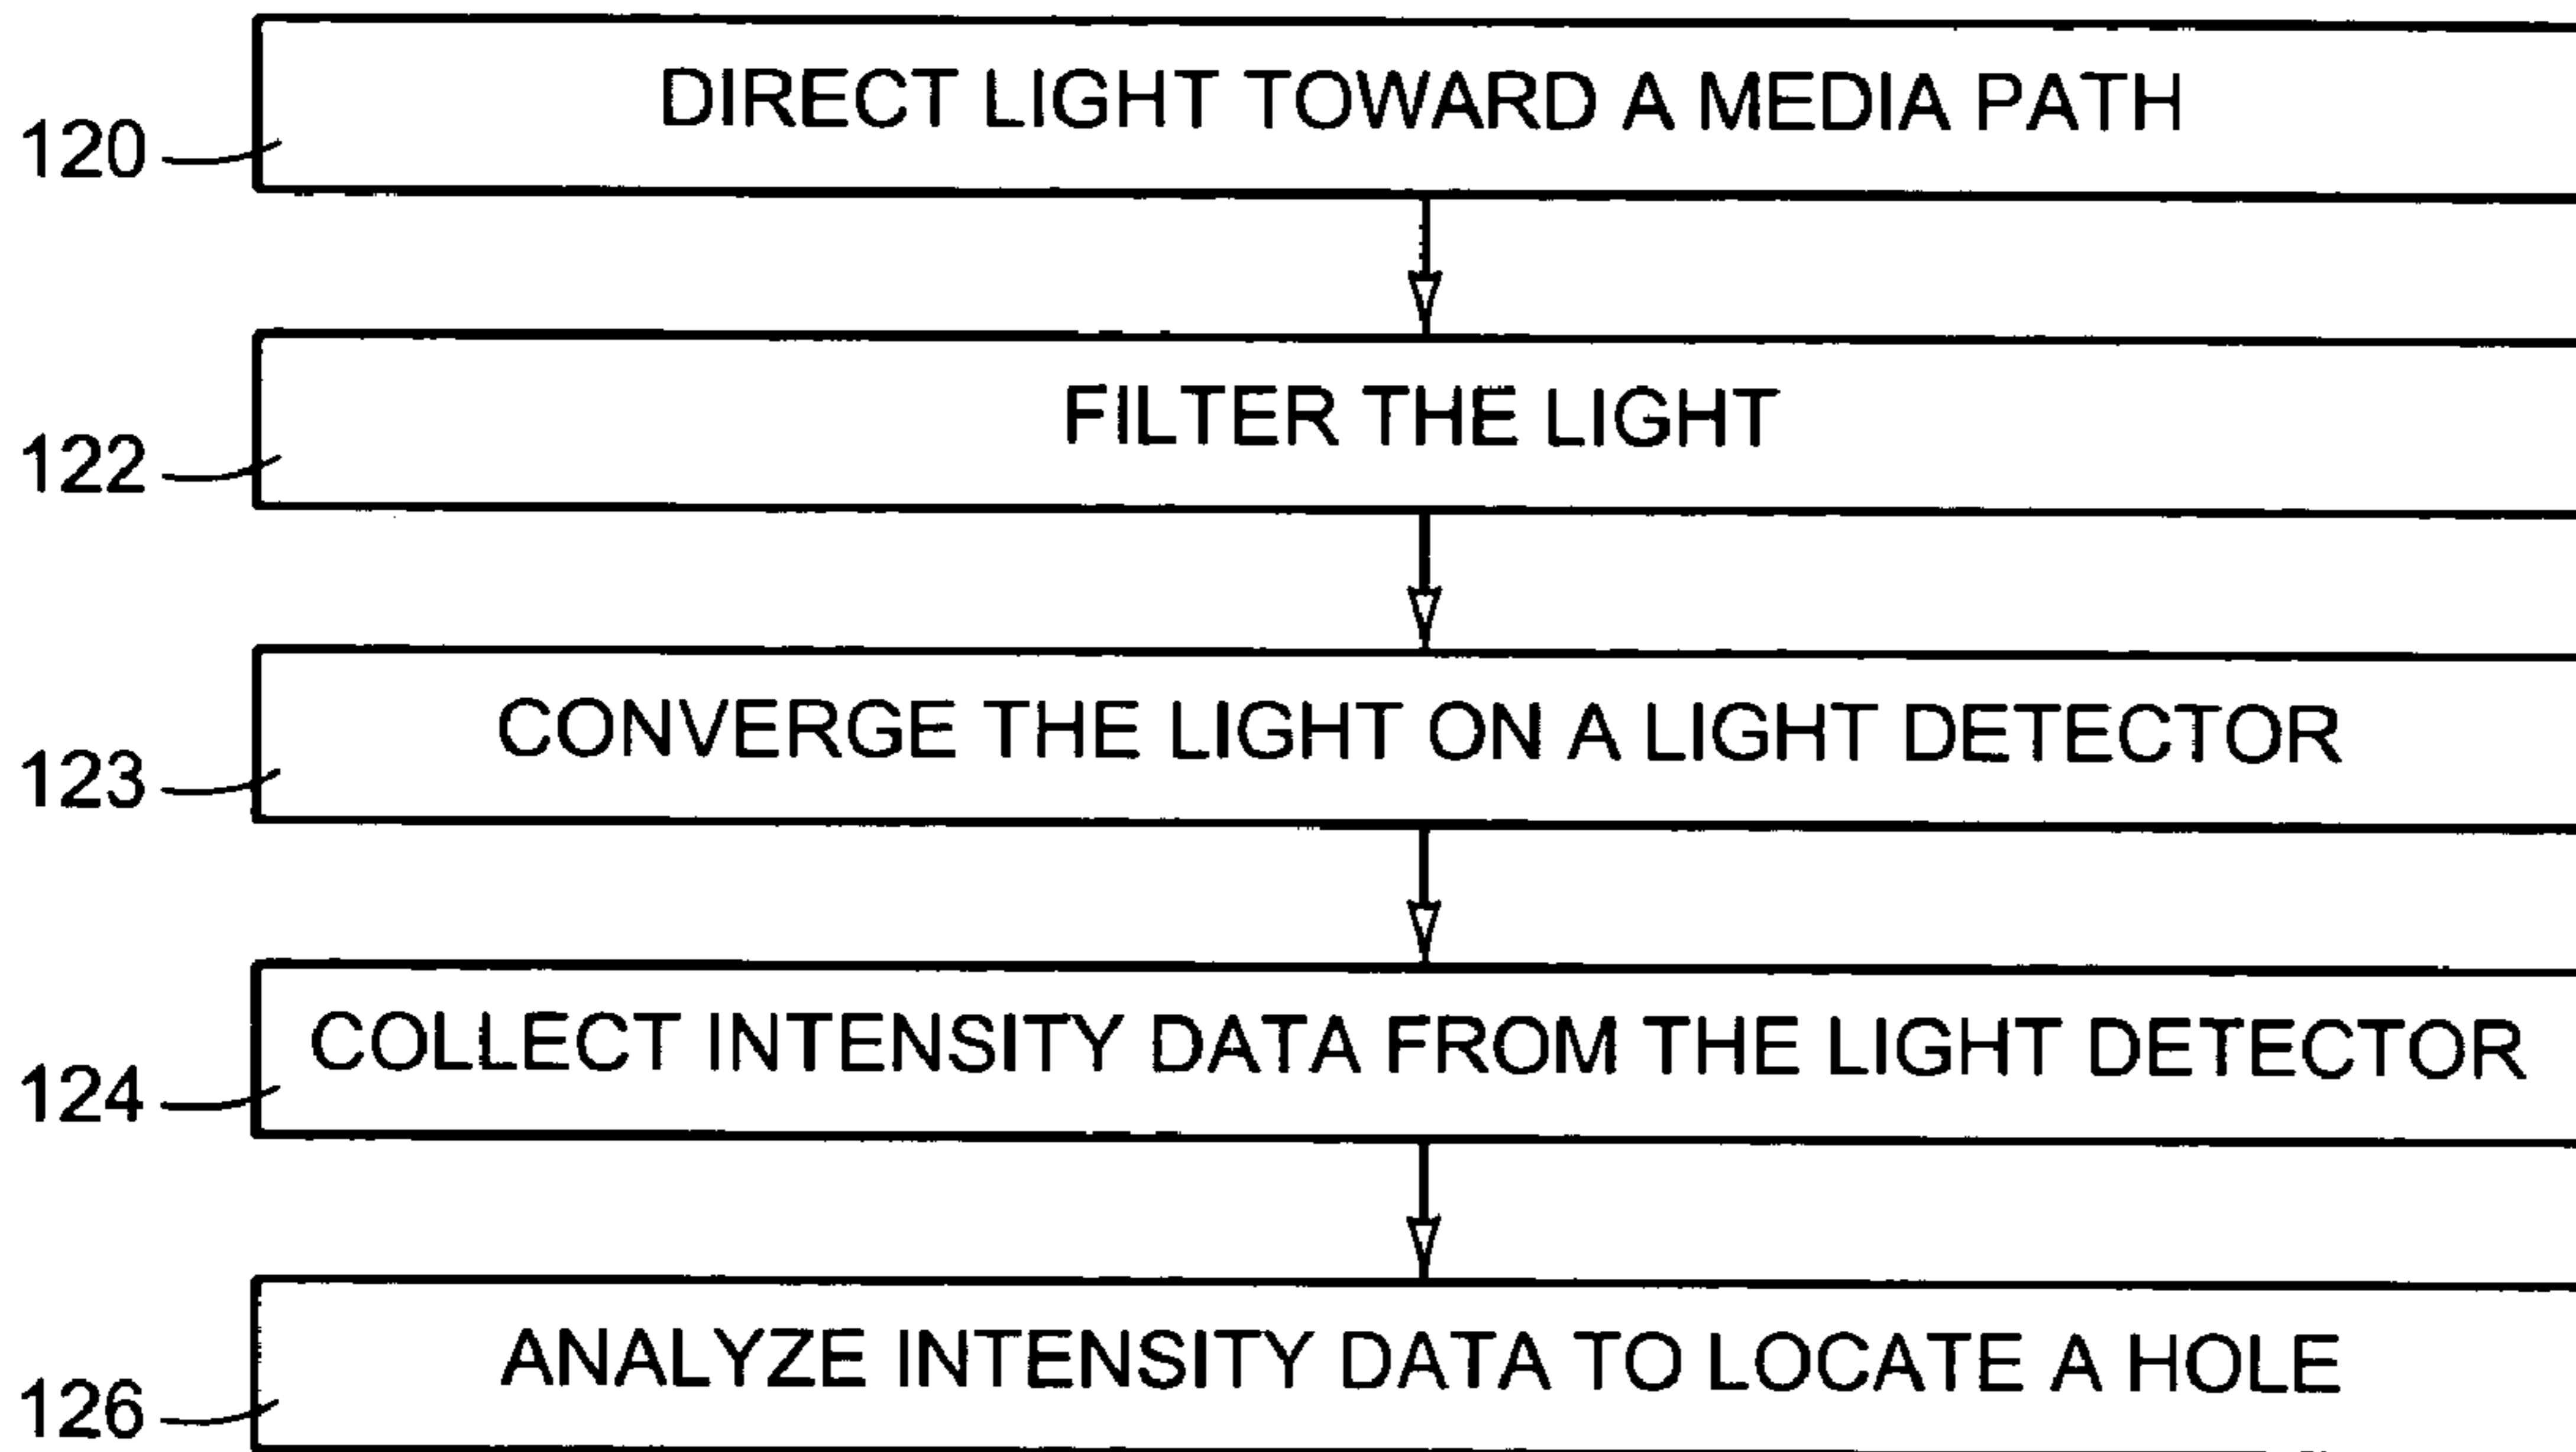 120 DIRECT LIGHT TOWARD A MEDIA PATH
122 FILTER THE LIGHT
123 CONVERGE THE LIGHT ON A LIGHT DETECTOR
124 COLLECT INTENSITY DATA FROM THE LIGHT DETECTOR
126 ANALYZE INTENSITY DATA TO LOCATE A HOLE